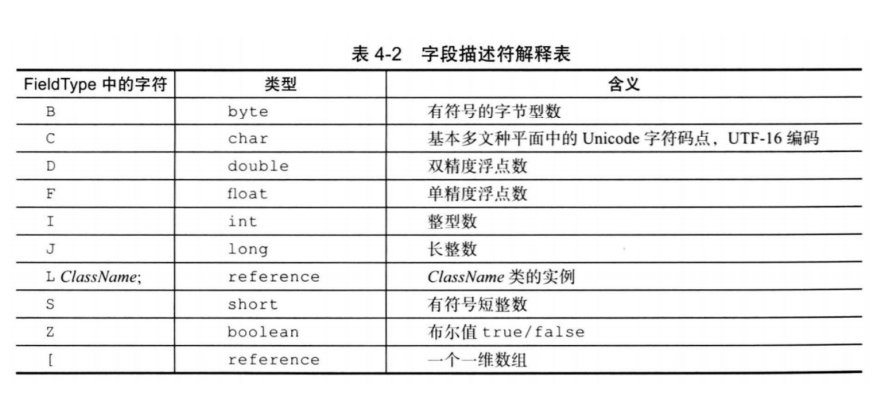 表 4-2 字段描述符解释表
FieldType 中的字符 类型 含义
B byte 有符号的字节型数
C char 基本多文种平面中的 Unicode 字符码点，UTF-16 编码
D double 双精度浮点数
F float 单精度浮点数
I int 整型数
J long 长整数
L ClassName; reference ClassName 类的实例
S short 有符号短整数
Z boolean 布尔值 true/false
[ reference 一个一维数组